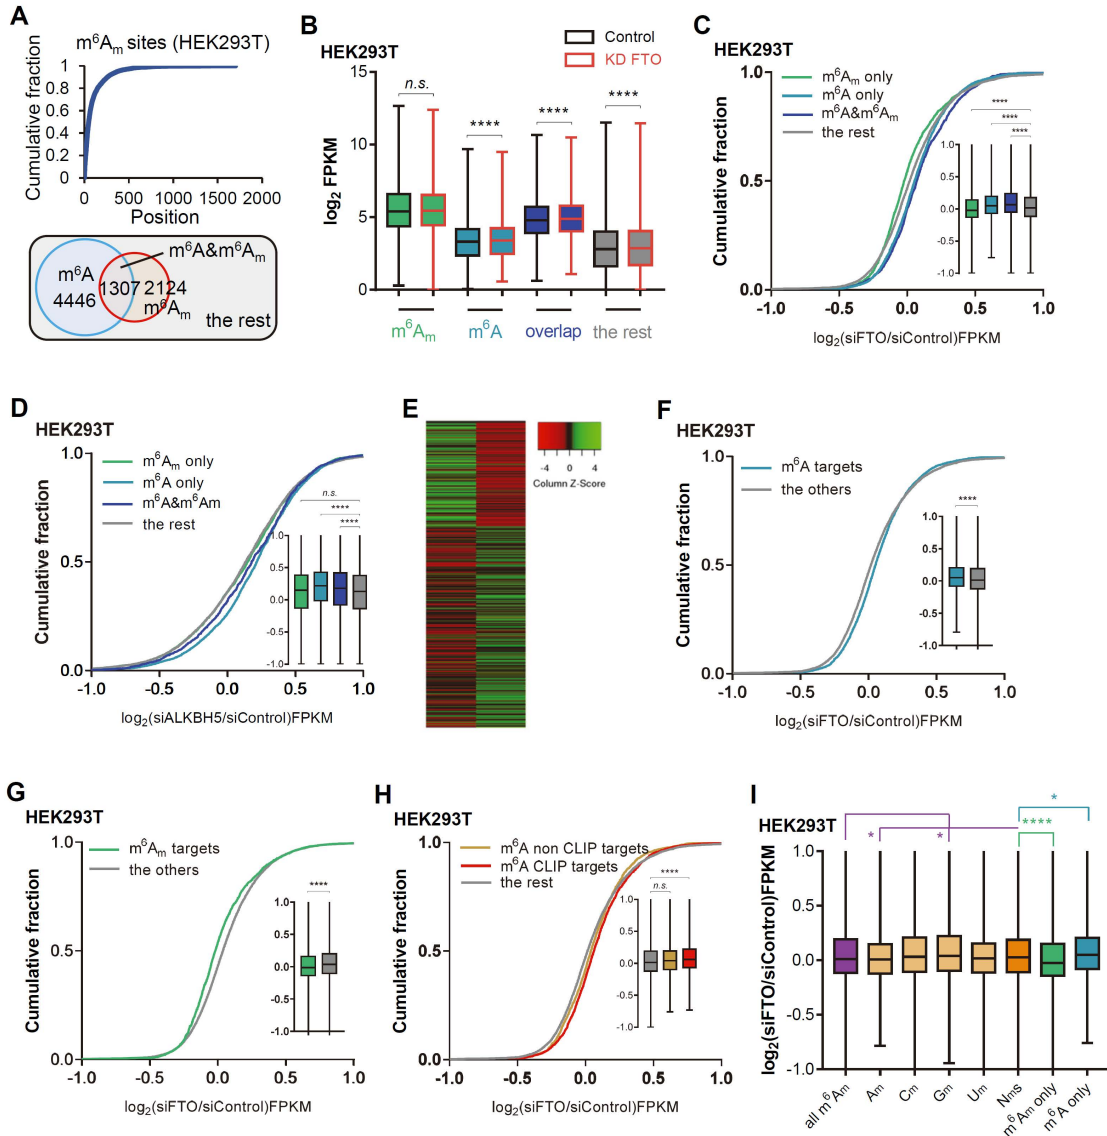 A
m⁶Aₘ sites (HEK293T)
Cumulative fraction
1
0.8
0.6
0.4
0.2
0
0 500 1000 1500 2000
Position
m⁶A&m⁶Aₘ
m⁶A
4446
1307 2124
m⁶Aₘ
the rest
B
HEK293T
Control
KD FTO
log₂ FPKM
15
10
5
0
n.s. **** **** ****
m⁶Aₘ m⁶A overlap the rest
C
HEK293T
m⁶Aₘ only
m⁶A only
m⁶A&m⁶Aₘ
the rest
Cumulative fraction
1.0
0.5
0.0
-1.0 -0.5 0.0 0.5 1.0
log₂(siFTO/siControl)FPKM
****
****
****
1.0
0.5
0.0
-0.5
-1.0
D
HEK293T
m⁶Aₘ only
m⁶A only
m⁶A&m⁶Am
the rest
Cumulative fraction
1.0
0.5
0.0
-1.0 -0.5 0.0 0.5 1.0
log₂(siALKBH5/siControl)FPKM
n.s.
****
****
1.0
0.5
0.0
-0.5
-1.0
E
-4 0 4
Column Z-Score
F
HEK293T
m⁶A targets
the others
Cumulative fraction
1.0
0.5
0.0
-1.0 -0.5 0.0 0.5 1.0
log₂(siFTO/siControl)FPKM
****
1.0
0.5
0.0
-0.5
-1.0
G
HEK293T
m⁶Aₘ targets
the others
Cumulative fraction
1.0
0.5
0.0
-1.0 -0.5 0.0 0.5 1.0
log₂(siFTO/siControl)FPKM
****
1.0
0.5
0.0
-0.5
-1.0
H
HEK293T
m⁶A non CLIP targets
m⁶A CLIP targets
the rest
Cumulative fraction
1.0
0.5
0.0
-1.0 -0.5 0.0 0.5 1.0
log₂(siFTO/siControl)FPKM
****
n.s.
1.0
0.5
0.0
-0.5
-1.0
I
HEK293T
*
* * ****
log₂(siFTO/siControl)FPKM
1.0
0.5
0.0
-0.5
-1.0
all m⁶Aₘ
Aₘ
Cₘ
Gₘ
Uₘ
Nₘs
m⁶Aₘ only
m⁶A only